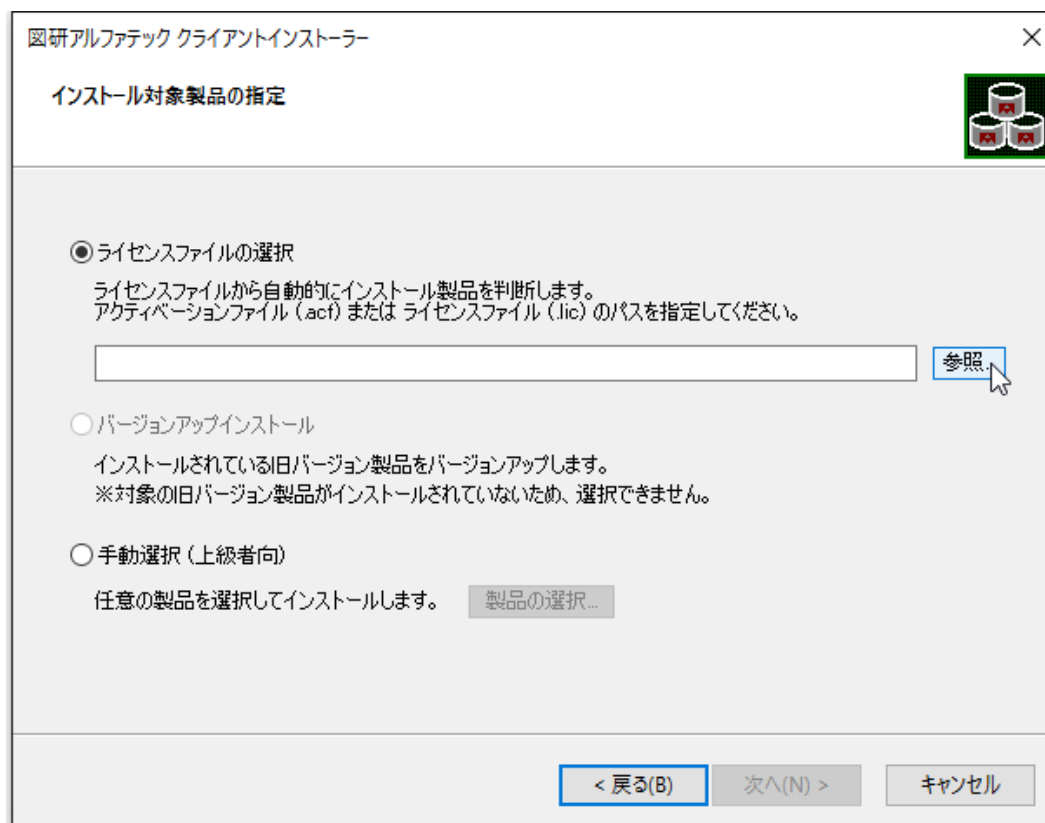 図研アルファテック クライアントインストーラー
インストール対象製品の指定
ライセンスファイルの選択
ライセンスファイルから自動的にインストール製品を判断します。
アクティベーションファイル (.acf) または ライセンスファイル (.lic) のパスを指定してください。
参照...
バージョンアップインストール
インストールされている旧バージョン製品をバージョンアップします。
※対象の旧バージョン製品がインストールされていないため、選択できません。
手動選択 (上級者向)
任意の製品を選択してインストールします。 製品の選択...
< 戻る(B) 次へ(N) > キャンセル